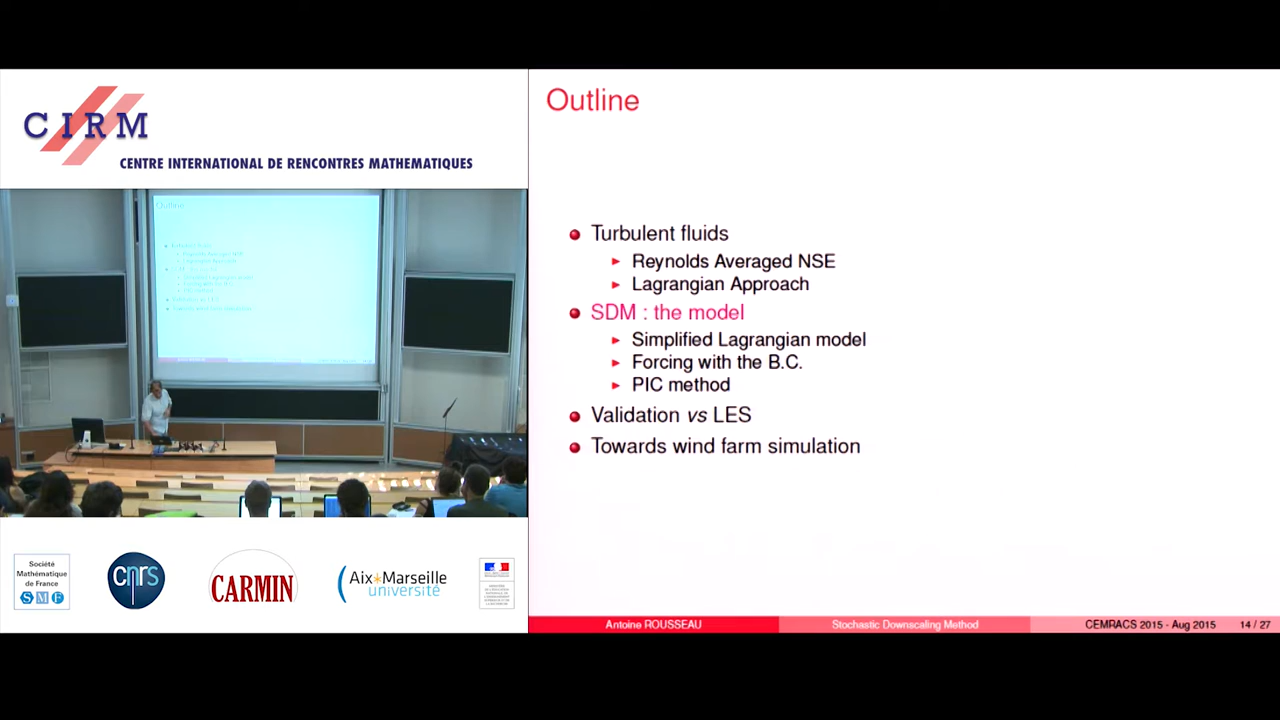 CIRM
CENTRE INTERNATIONAL DE RENCONTRES MATHEMATIQUES
Outline
Société
Mathématique
de France
SMF
cnrs
CARMIN
Aix*Marseille
université
Outline
Turbulent fluids
Reynolds Averaged NSE
Lagrangian Approach
SDM : the model
Simplified Lagrangian model
Forcing with the B.C.
PIC method
Validation vs LES
Towards wind farm simulation
Antoine ROUSSEAU
Stochastic Downscaling Method
CEMRACS 2015 - Aug 2015
14 / 27